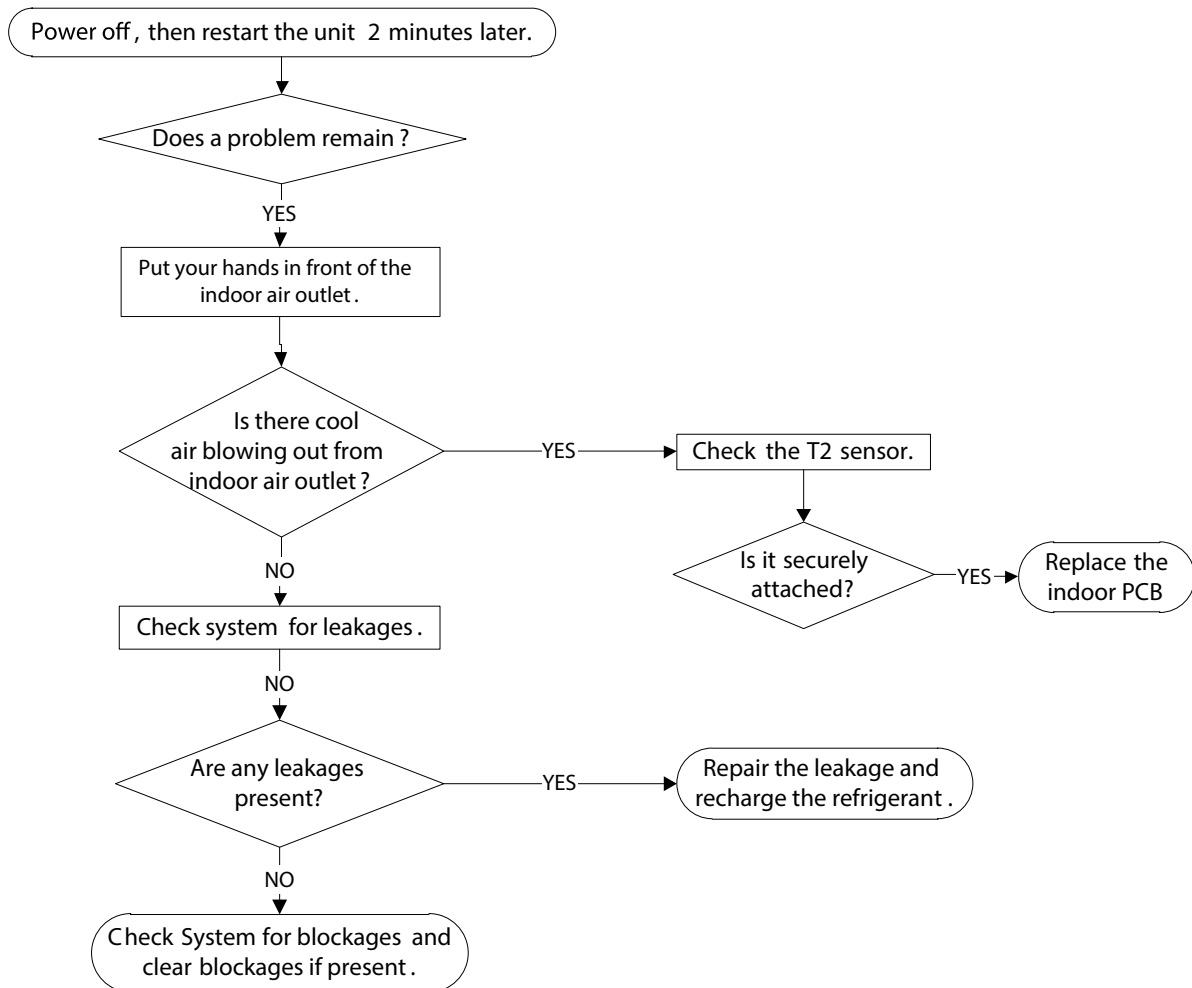 Power off, then restart the unit 2 minutes later.
Does a problem remain ?
YES
Put your hands in front of the
indoor air outlet .
Is there cool
air blowing out from
indoor air outlet ?
YES
Check the T2 sensor.
Is it securely
attached?
YES
Replace the
indoor PCB
NO
Check system for leakages .
NO
Are any leakages
present?
YES
Repair the leakage and
recharge the refrigerant .
NO
Check System for blockages and
clear blockages if present .